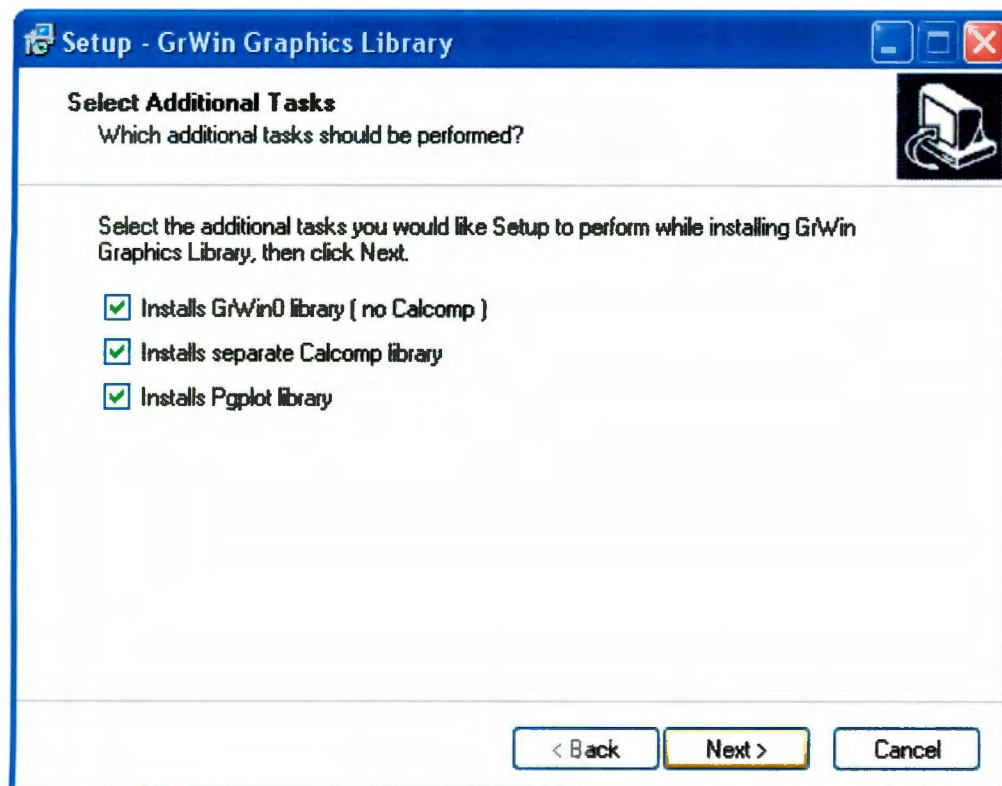 Setup - GrWin Graphics Library
Select Additional Tasks
Which additional tasks should be performed?
Select the additional tasks you would like Setup to perform while installing GrWin
Graphics Library, then click Next.
Installs GrWin0 library ( no Calcomp )
Installs separate Calcomp library
Installs Pgplot library
< Back
Next >
Cancel